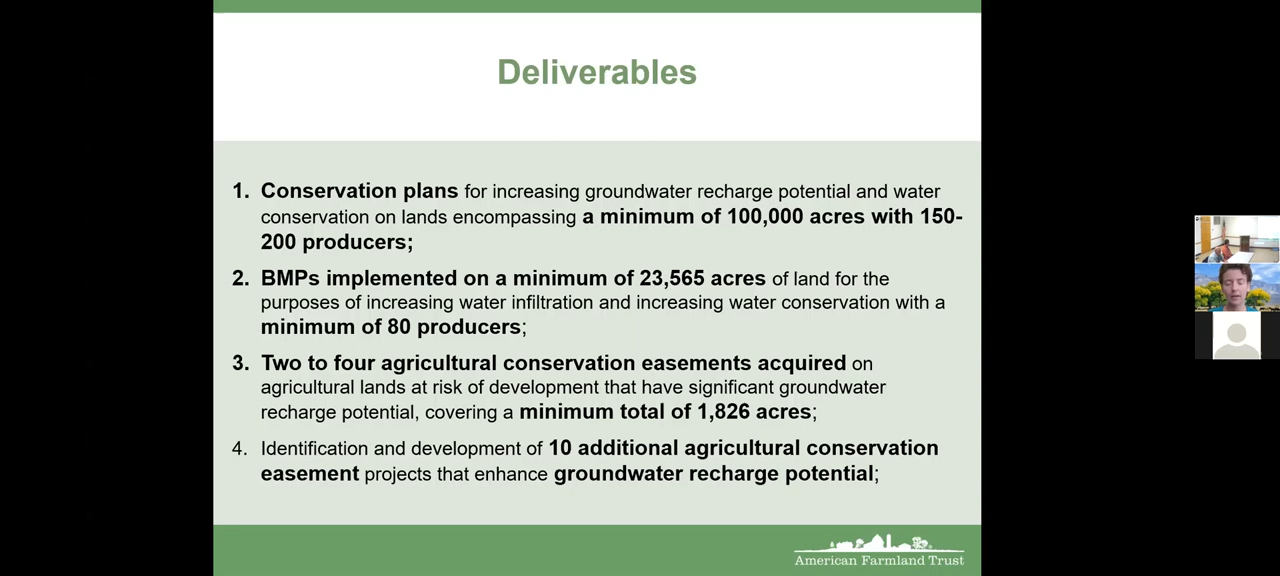 Deliverables
1. Conservation plans for increasing groundwater recharge potential and water
conservation on lands encompassing a minimum of 100,000 acres with 150-
200 producers;
2. BMPs implemented on a minimum of 23,565 acres of land for the
purposes of increasing water infiltration and increasing water conservation with a
minimum of 80 producers;
3. Two to four agricultural conservation easements acquired on
agricultural lands at risk of development that have significant groundwater
recharge potential, covering a minimum total of 1,826 acres;
4. Identification and development of 10 additional agricultural conservation
easement projects that enhance groundwater recharge potential;
American Farmland Trust